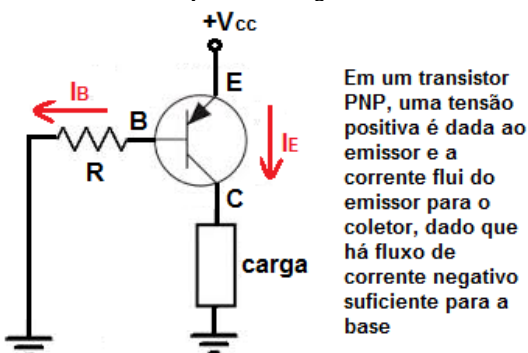 +Vcc
E
IB
B
IE
R
C
carga
Em um transistor
PNP, uma tensão
positiva é dada ao
emissor e a
corrente flui do
emissor para o
coletor, dado que
há fluxo de
corrente negativo
suficiente para a
base